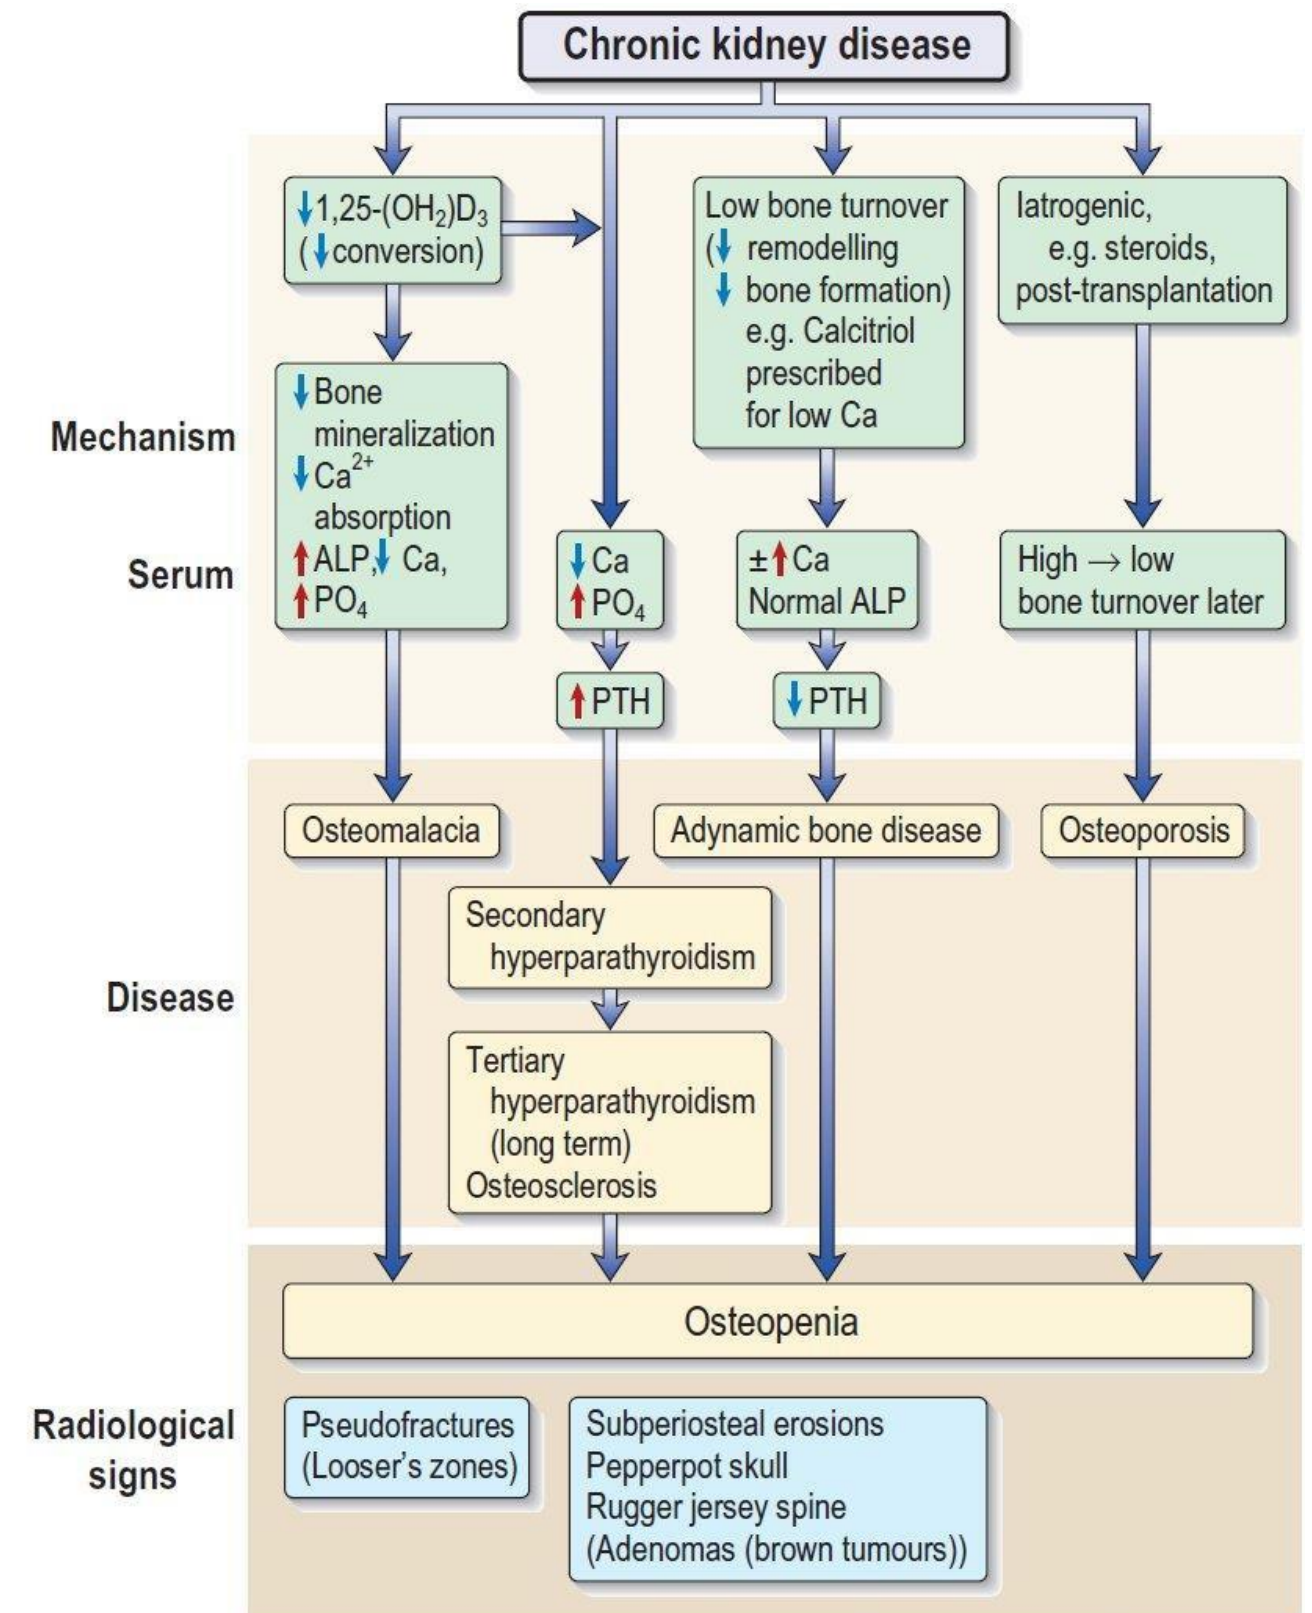 Chronic kidney disease
Mechanism
Serum
↓1,25-(OH₂)D₃
(↓conversion)
↓Bone
mineralization
↓Ca²⁺
absorption
↑ALP,↓ Ca,
↑PO₄
↓Ca
↑PO₄
↑PTH
Low bone turnover
(↓ remodelling
↓ bone formation)
e.g. Calcitriol
prescribed
for low Ca
±↑Ca
Normal ALP
↓PTH
Iatrogenic,
e.g. steroids,
post-transplantation
High → low
bone turnover later
Disease
Osteomalacia
Secondary
hyperparathyroidism
Tertiary
hyperparathyroidism
(long term)
Osteosclerosis
Adynamic bone disease
Osteoporosis
Radiological
signs
Osteopenia
Pseudofractures
(Looser's zones)
Subperiosteal erosions
Pepperpot skull
Rugger jersey spine
(Adenomas (brown tumours))